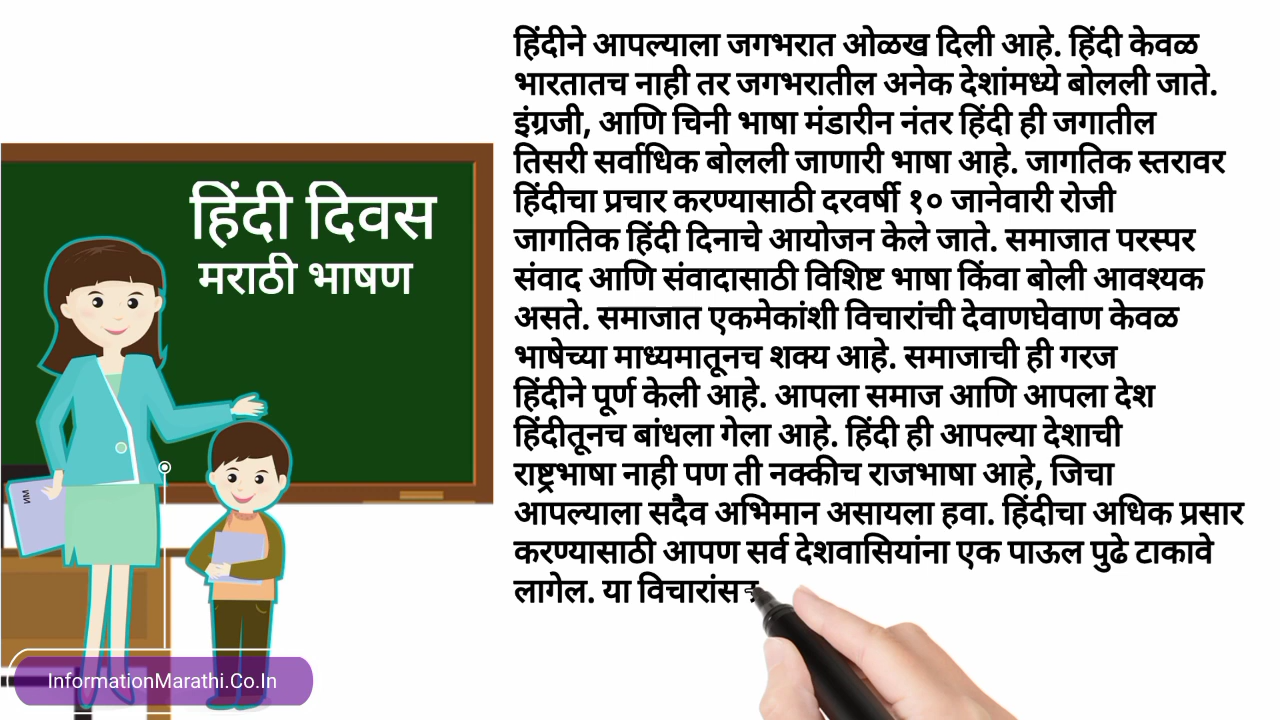 हिंदी दिवस
मराठी भाषण
हिंदीने आपल्याला जगभरात ओळख दिली आहे. हिंदी केवळ
भारतातच नाही तर जगभरातील अनेक देशांमध्ये बोलली जाते.
इंग्रजी, आणि चिनी भाषा मंडारीन नंतर हिंदी ही जगातील
तिसरी सर्वाधिक बोलली जाणारी भाषा आहे. जागतिक स्तरावर
हिंदीचा प्रचार करण्यासाठी दरवर्षी १० जानेवारी रोजी
जागतिक हिंदी दिनाचे आयोजन केले जाते. समाजात परस्पर
संवाद आणि संवादासाठी विशिष्ट भाषा किंवा बोली आवश्यक
असते. समाजात एकमेकांशी विचारांची देवाणघेवाण केवळ
भाषेच्या माध्यमातूनच शक्य आहे. समाजाची ही गरज
हिंदीने पूर्ण केली आहे. आपला समाज आणि आपला देश
हिंदीतूनच बांधला गेला आहे. हिंदी ही आपल्या देशाची
राष्ट्रभाषा नाही पण ती नक्कीच राजभाषा आहे, जिचा
आपल्याला सदैव अभिमान असायला हवा. हिंदीचा अधिक प्रसार
करण्यासाठी आपण सर्व देशवासियांना एक पाऊल पुढे टाकावे
लागेल. या
InformationMarathi.Co.In